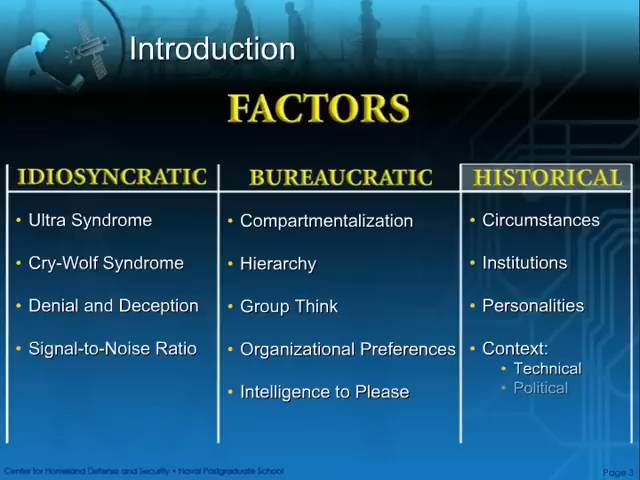 Introduction
FACTORS
IDIOSYNCRATIC
• Ultra Syndrome
• Cry-Wolf Syndrome
• Denial and Deception
• Signal-to-Noise Ratio
BUREAUCRATIC
• Compartmentalization
• Hierarchy
• Group Think
• Organizational Preferences
• Intelligence to Please
HISTORICAL
• Circumstances
• Institutions
• Personalities
• Context:
• Technical
• Political
Center for Homeland Defense and Security • Naval Postgraduate School
Page 3